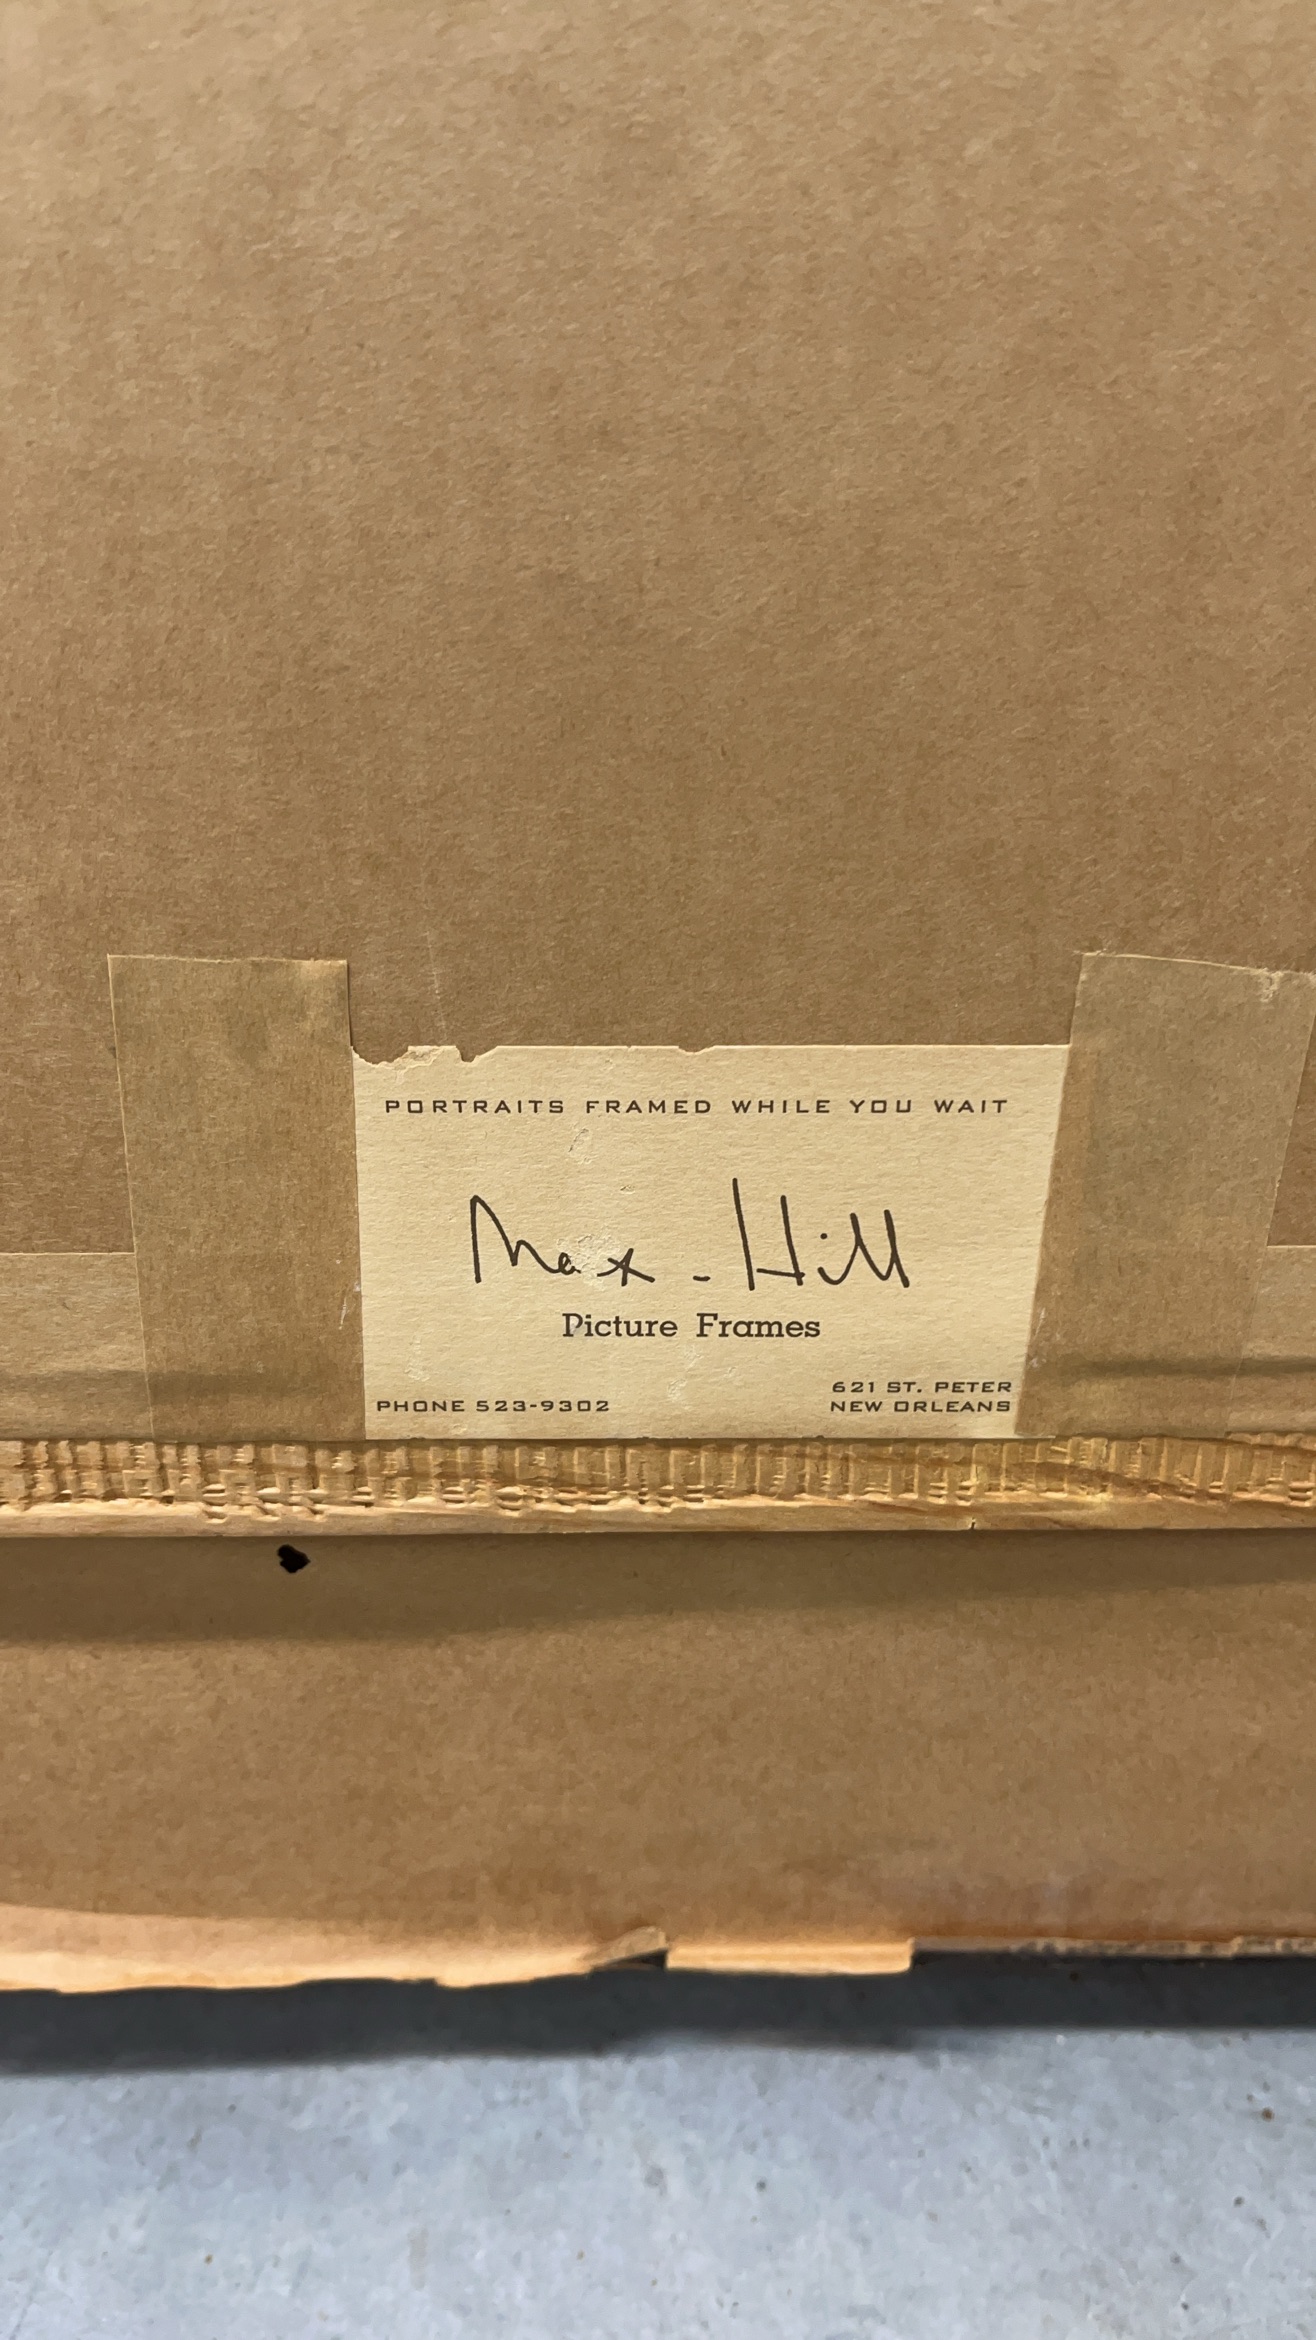 PORTRAITS FRAMED WHILE YOU WAIT
Max-Hill
Picture Frames
PHONE 523-9302
621 ST. PETER
NEW ORLEANS